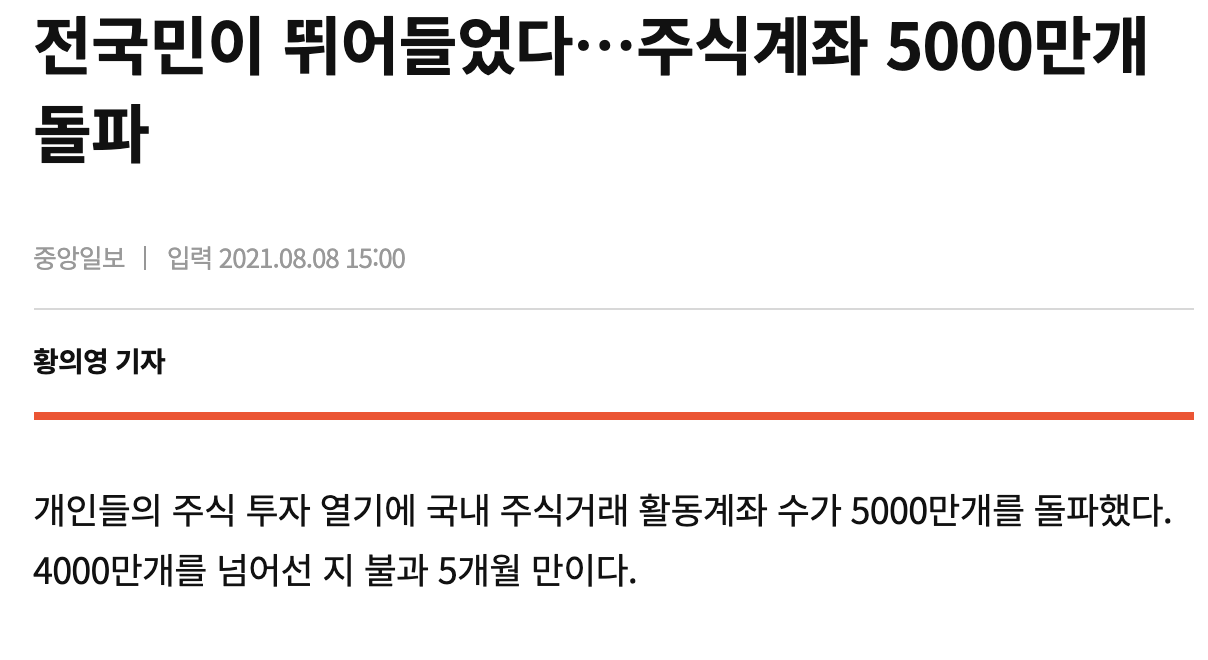 전국민이 뛰어들었다…주식계좌 5000만개
돌파
중앙일보 | 입력 2021.08.08 15:00
황의영 기자
개인들의 주식 투자 열기에 국내 주식거래 활동계좌 수가 5000만개를 돌파했다.
4000만개를 넘어선 지 불과 5개월 만이다.